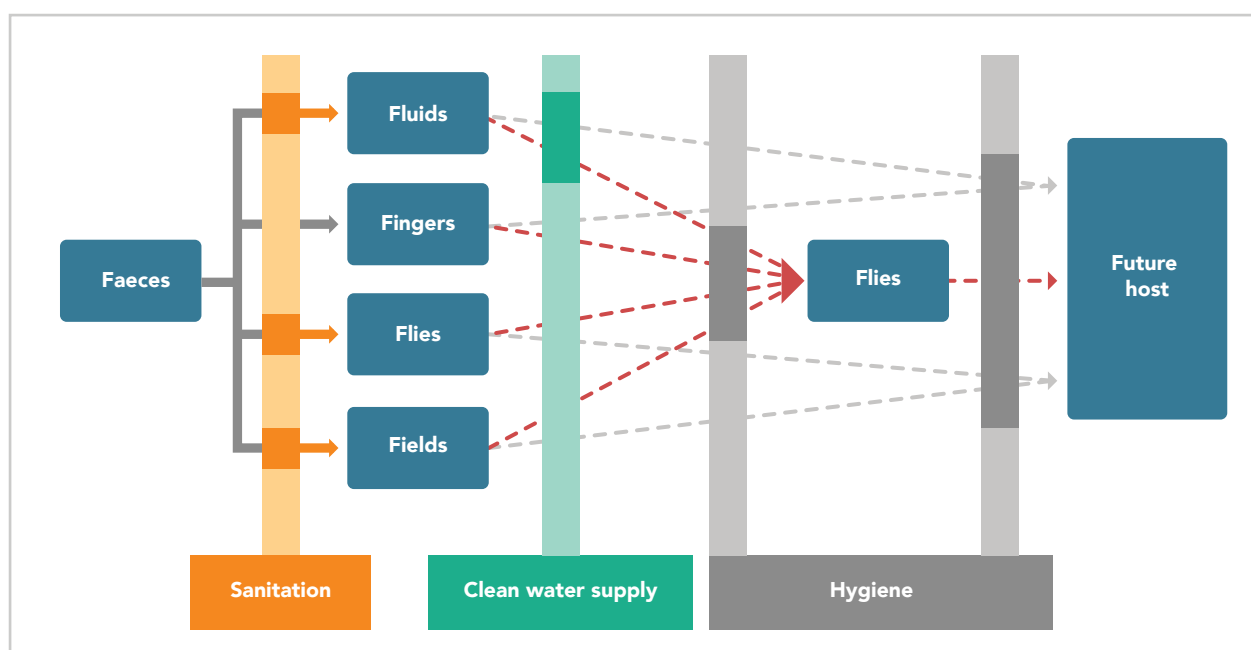 Fluids
Fingers
Faeces
Flies
Flies
Future
host
Fields
Sanitation
Clean water supply
Hygiene